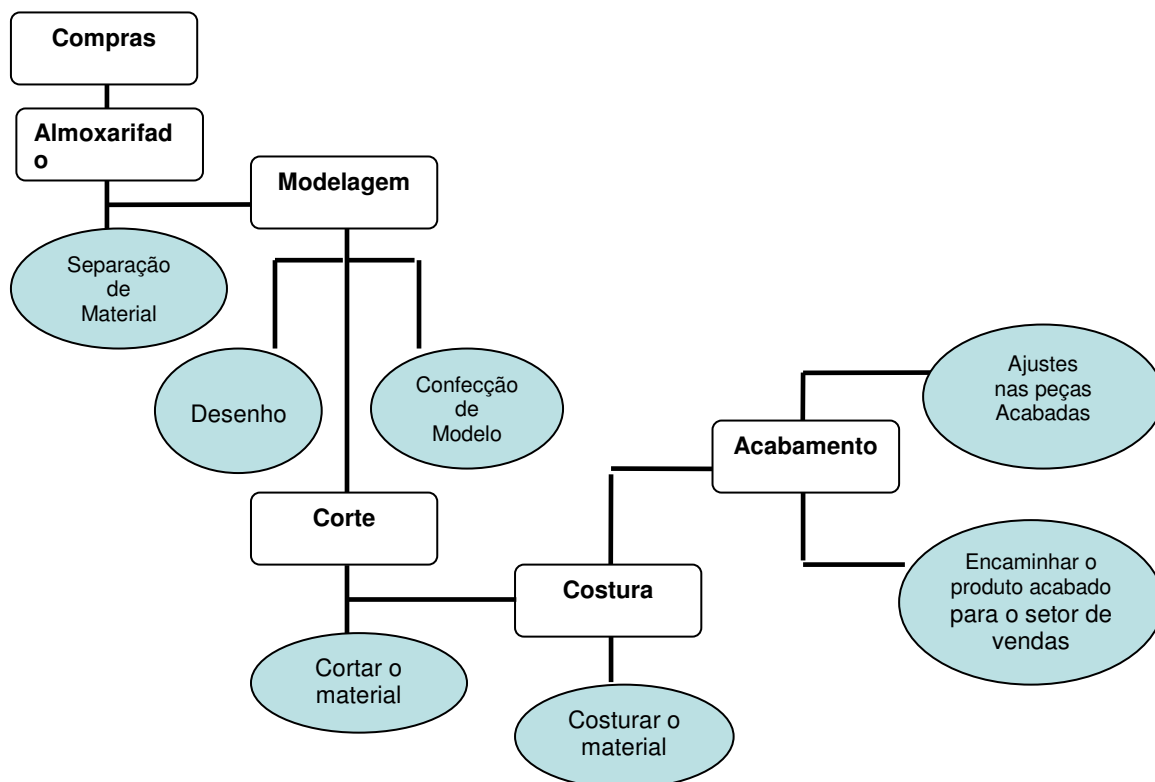 Compras
Almoxarifad
o
Modelagem
Separação
de
Material
Desenho
Confecção
de
Modelo
Ajustes
nas peças
Acabadas
Acabamento
Corte
Costura
Encaminhar o
produto acabado
para o setor de
vendas
Cortar o
material
Costurar o
material